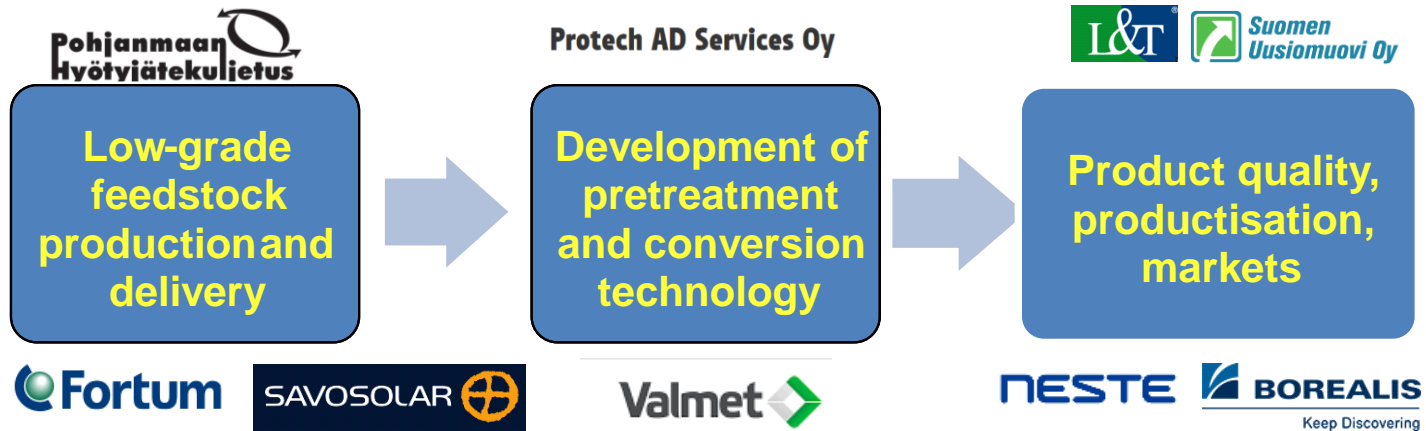 Pohjanmaan
Hyötyjätekuljetus
Protech AD Services Oy
L&T
Suomen
Uusiomuovi Oy
Low-grade
feedstock
production and
delivery
Development of
pretreatment
and conversion
technology
Product quality,
productisation,
markets
Fortum
SAVOSOLAR
Valmet
NESTE
BOREALIS
Keep Discovering